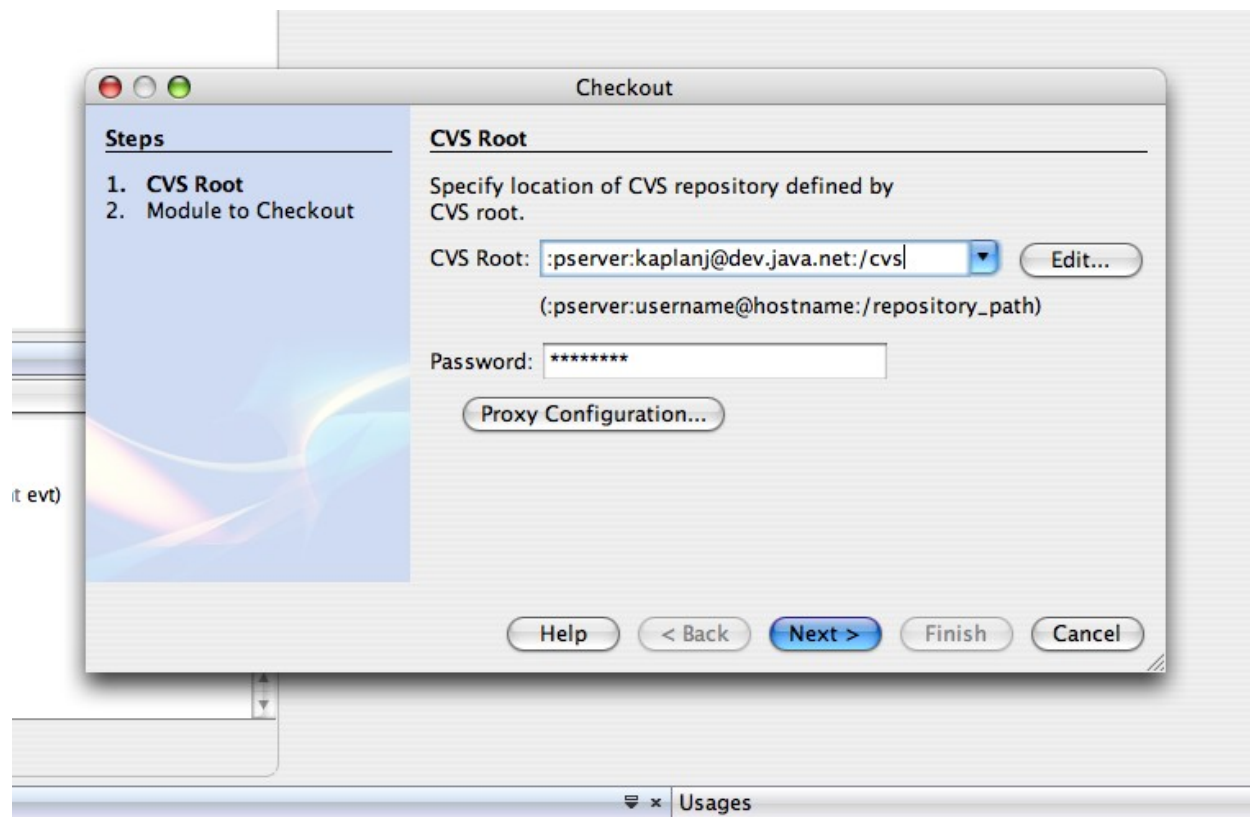 Checkout
Steps
1. CVS Root
2. Module to Checkout
CVS Root
Specify location of CVS repository defined by
CVS root.
CVS Root: :pserver:kaplanj@dev.java.net:/cvs Edit...
(:pserver:username@hostname:/repository_path)
Password: ********
Proxy Configuration...
evt)
Help < Back Next > Finish Cancel
Usages